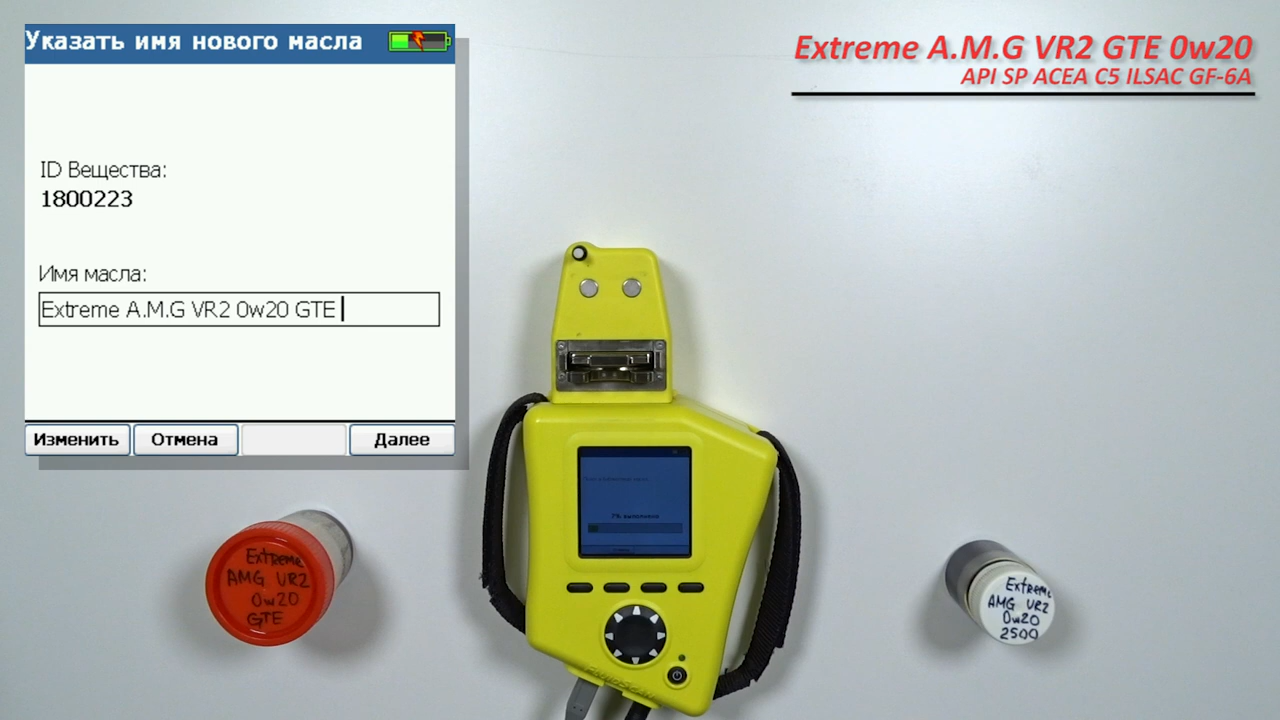 Указать имя нового масла
ID Вещества:
1800223
Имя масла:
Extreme A.M.G VR2 0w20 GTE
Изменить
Отмена
Далее
Extreme A.M.G VR2 GTE 0w20
API SP ACEA C5 ILSAC GF-6A
Extreme
AMG VR2
0w20
GTE
Extreme
AMG VR2
0w20
2500